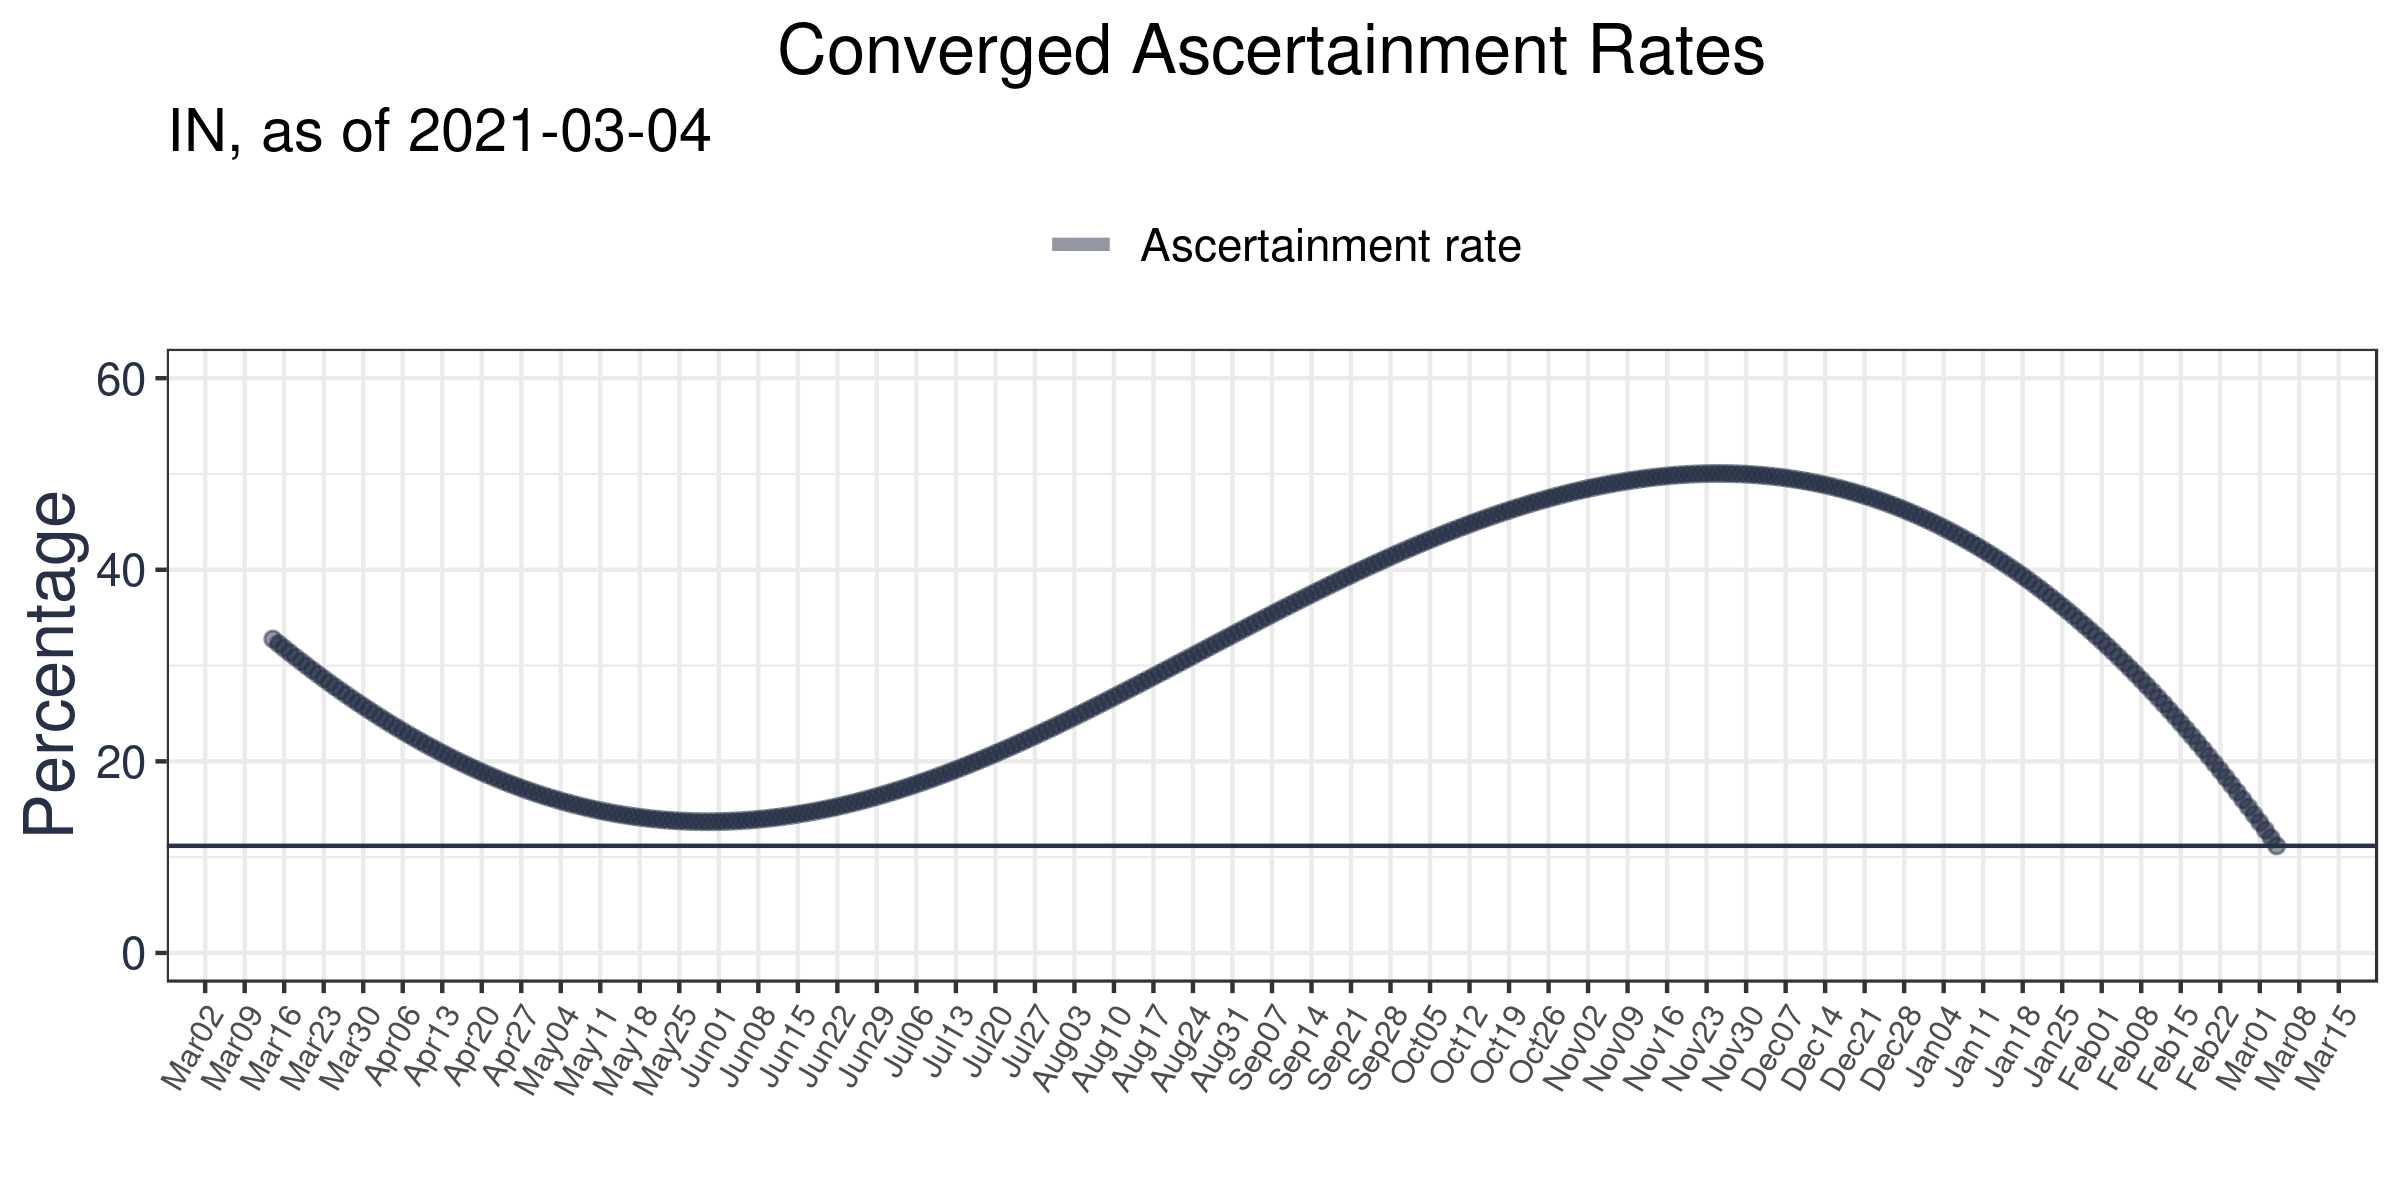 Converged Ascertainment Rates
IN, as of 2021-03-04
Ascertainment rate
Percentage
60
40
20
0
Mar02 Mar09 Mar16 Mar23 Mar30 Apr06 Apr13 Apr20 Apr27 May04 May11 May18 May25 Jun01 Jun08 Jun15 Jun22 Jun29 Jul06 Jul13 Jul20 Jul27 Aug03 Aug10 Aug17 Aug24 Aug31 Sep07 Sep14 Sep21 Sep28 Oct05 Oct12 Oct19 Oct26 Nov02 Nov09 Nov16 Nov23 Nov30 Dec07 Dec14 Dec21 Dec28 Jan04 Jan11 Jan18 Jan25 Feb01 Feb08 Feb15 Feb22 Mar01 Mar08 Mar15